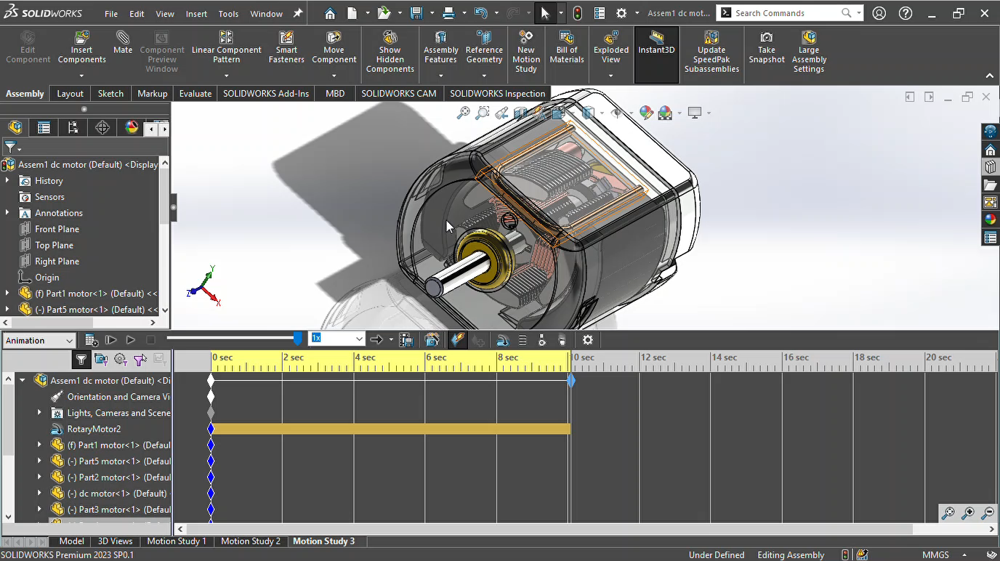 SOLIDWORKS File Edit View Insert Tools Window Assem1 dc mot... Search Commands
Edit Component
Insert Components
Mate
Component Preview Window
Linear Component Pattern
Smart Fasteners
Move Component
Show Hidden Components
Assembly Features
Reference Geometry
New Motion Study
Bill of Materials
Exploded View
Instant3D
Update SpeedPak Subassemblies
Take Snapshot
Large Assembly Settings
Assembly Layout Sketch Markup Evaluate SOLIDWORKS Add-Ins MBD SOLIDWORKS CAM SOLIDWORKS Inspection
Assem1 dc motor (Default) <Display
History
Sensors
Annotations
Front Plane
Top Plane
Right Plane
Origin
(f) Part1 motor<1> (Default) <<
(-) Part5 motor<1> (Default) <<
Y
Z
X
Animation 1x
0 sec 2 sec 4 sec 6 sec 8 sec 10 sec 12 sec 14 sec 16 sec 18 sec 20 sec
Assem1 dc motor (Default) <Di
Orientation and Camera Vi
Lights, Cameras and Scene
RotaryMotor2
(f) Part1 motor<1> (Defaul
(-) Part5 motor<1> (Defaul
(-) Part2 motor<1> (Defaul
(-) dc motor<1> (Default)
(-) Part3 motor<1> (Defaul
Model 3D Views Motion Study 1 Motion Study 2 Motion Study 3
SOLIDWORKS Premium 2023 SP0.1 Under Defined Editing Assembly MMGS